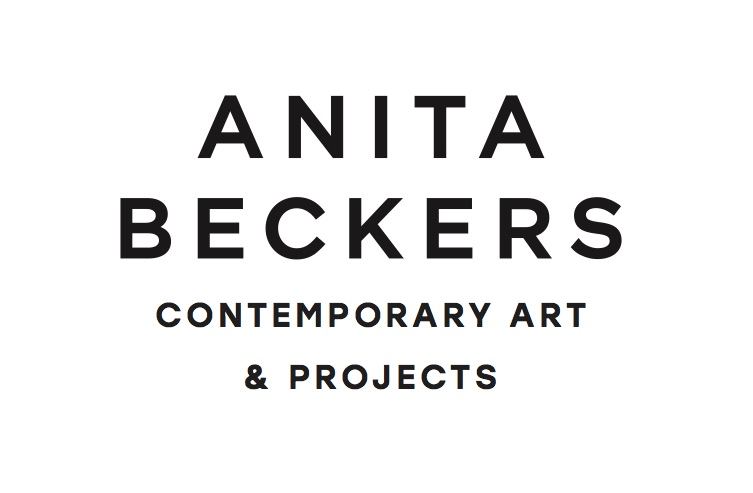 ANITA
BECKERS
CONTEMPORARY ART
& PROJECTS